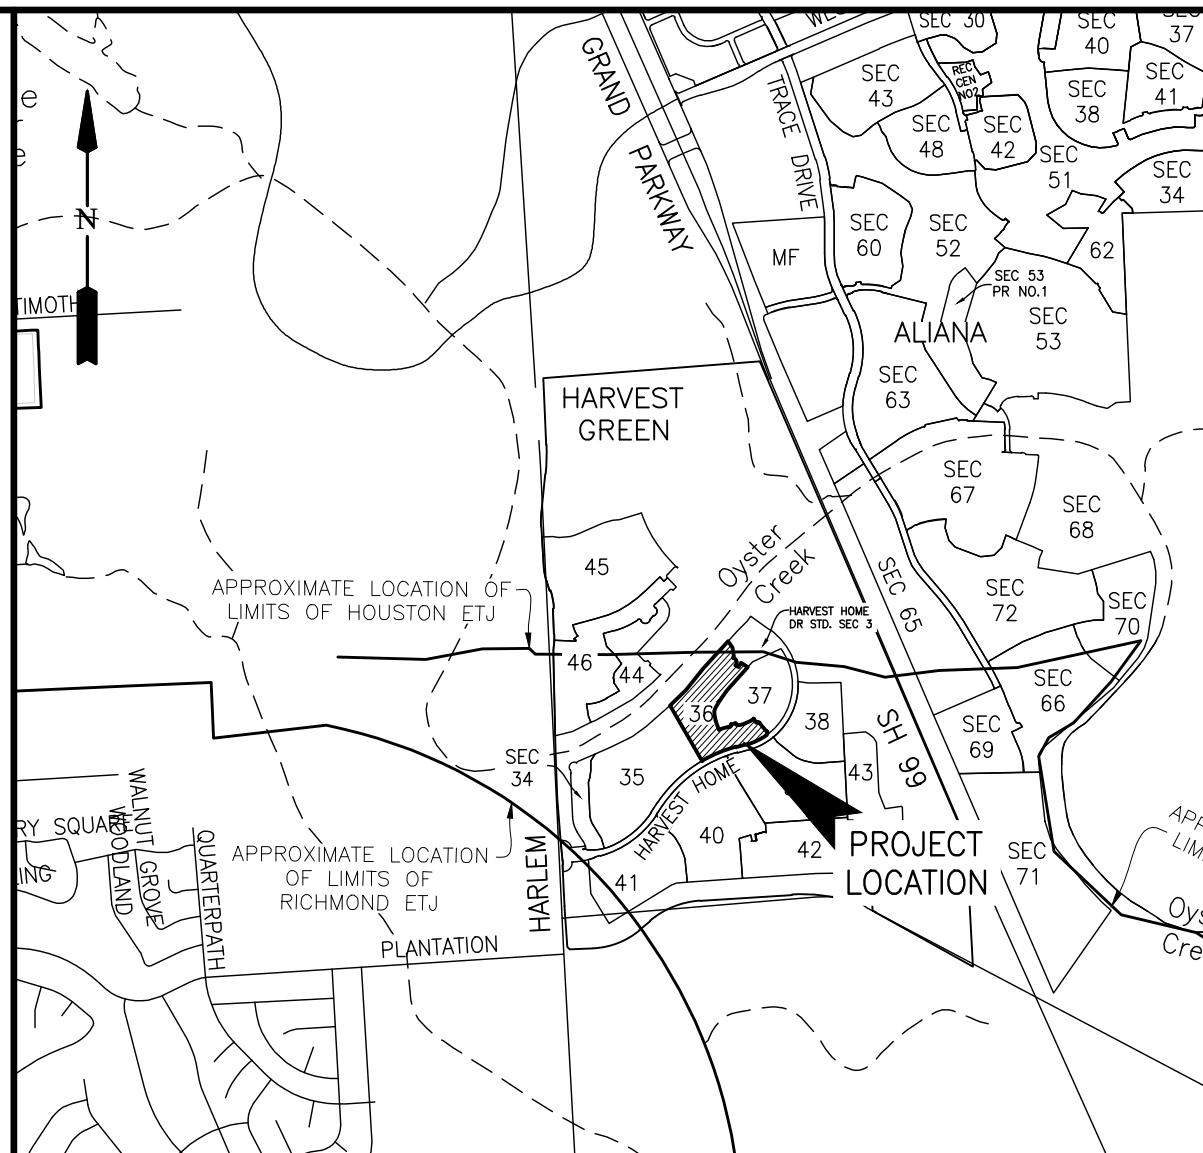 SEC 30
SEC
40
37
SEC
43
REC
CEN
NO2
SEC
38
SEC
41
GRAND PARKWAY
TRACE DRIVE
SEC
48
SEC
42
SEC
51
SEC
34
N
MF
SEC
60
SEC
52
62
SEC 53
PR NO.1
SEC
53
ALIANA
SEC
63
HARVEST
GREEN
SEC
67
SEC
68
Oyster
Creek
45
APPROXIMATE LOCATION OF
LIMITS OF HOUSTON ETJ
HARVEST HOME
DR STD. SEC 3
SEC 65
SEC
72
SEC
70
46
44
36
37
38
SEC
66
SH 99
SEC
69
SEC
34
35
43
HARVEST HOME
40
42
41
PROJECT
LOCATION
SEC
71
WALNUT GROVE
WOODLAND
QUARTERPATH
APPROXIMATE LOCATION
OF LIMITS OF
RICHMOND ETJ
HARLEM
PLANTATION